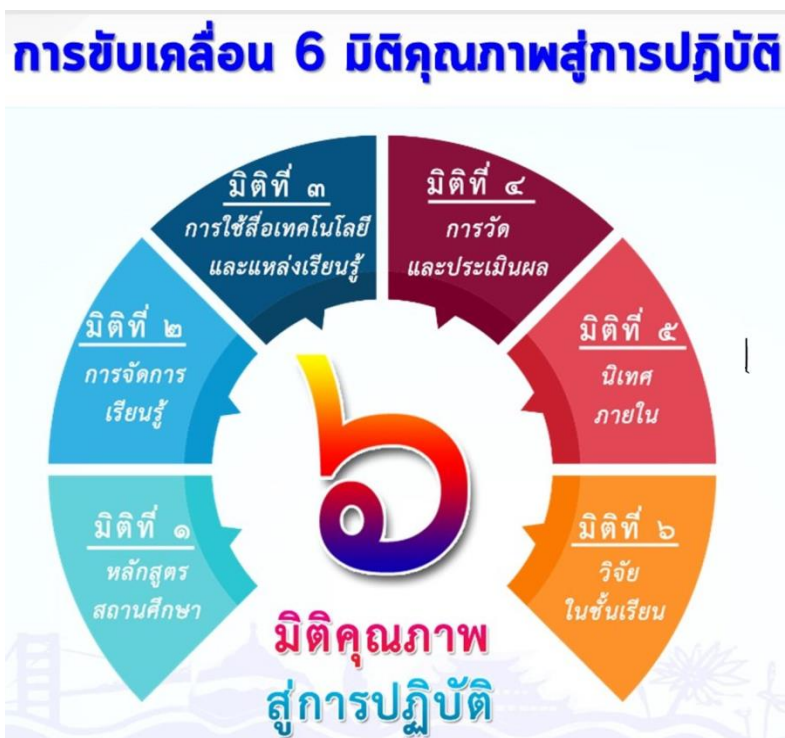 การขับเคลื่อน 6 มิติคุณภาพสู่การปฏิบัติ
มิติที่ ๑
หลักสูตร
สถานศึกษา
มิติที่ ๒
การจัดการ
เรียนรู้
มิติที่ ๓
การใช้สื่อเทคโนโลยี
และแหล่งเรียนรู้
มิติที่ ๔
การวัด
และประเมินผล
มิติที่ ๕
นิเทศ
ภายใน
มิติที่ ๖
วิจัย
ในชั้นเรียน
๖
มิติคุณภาพ
สู่การปฏิบัติ